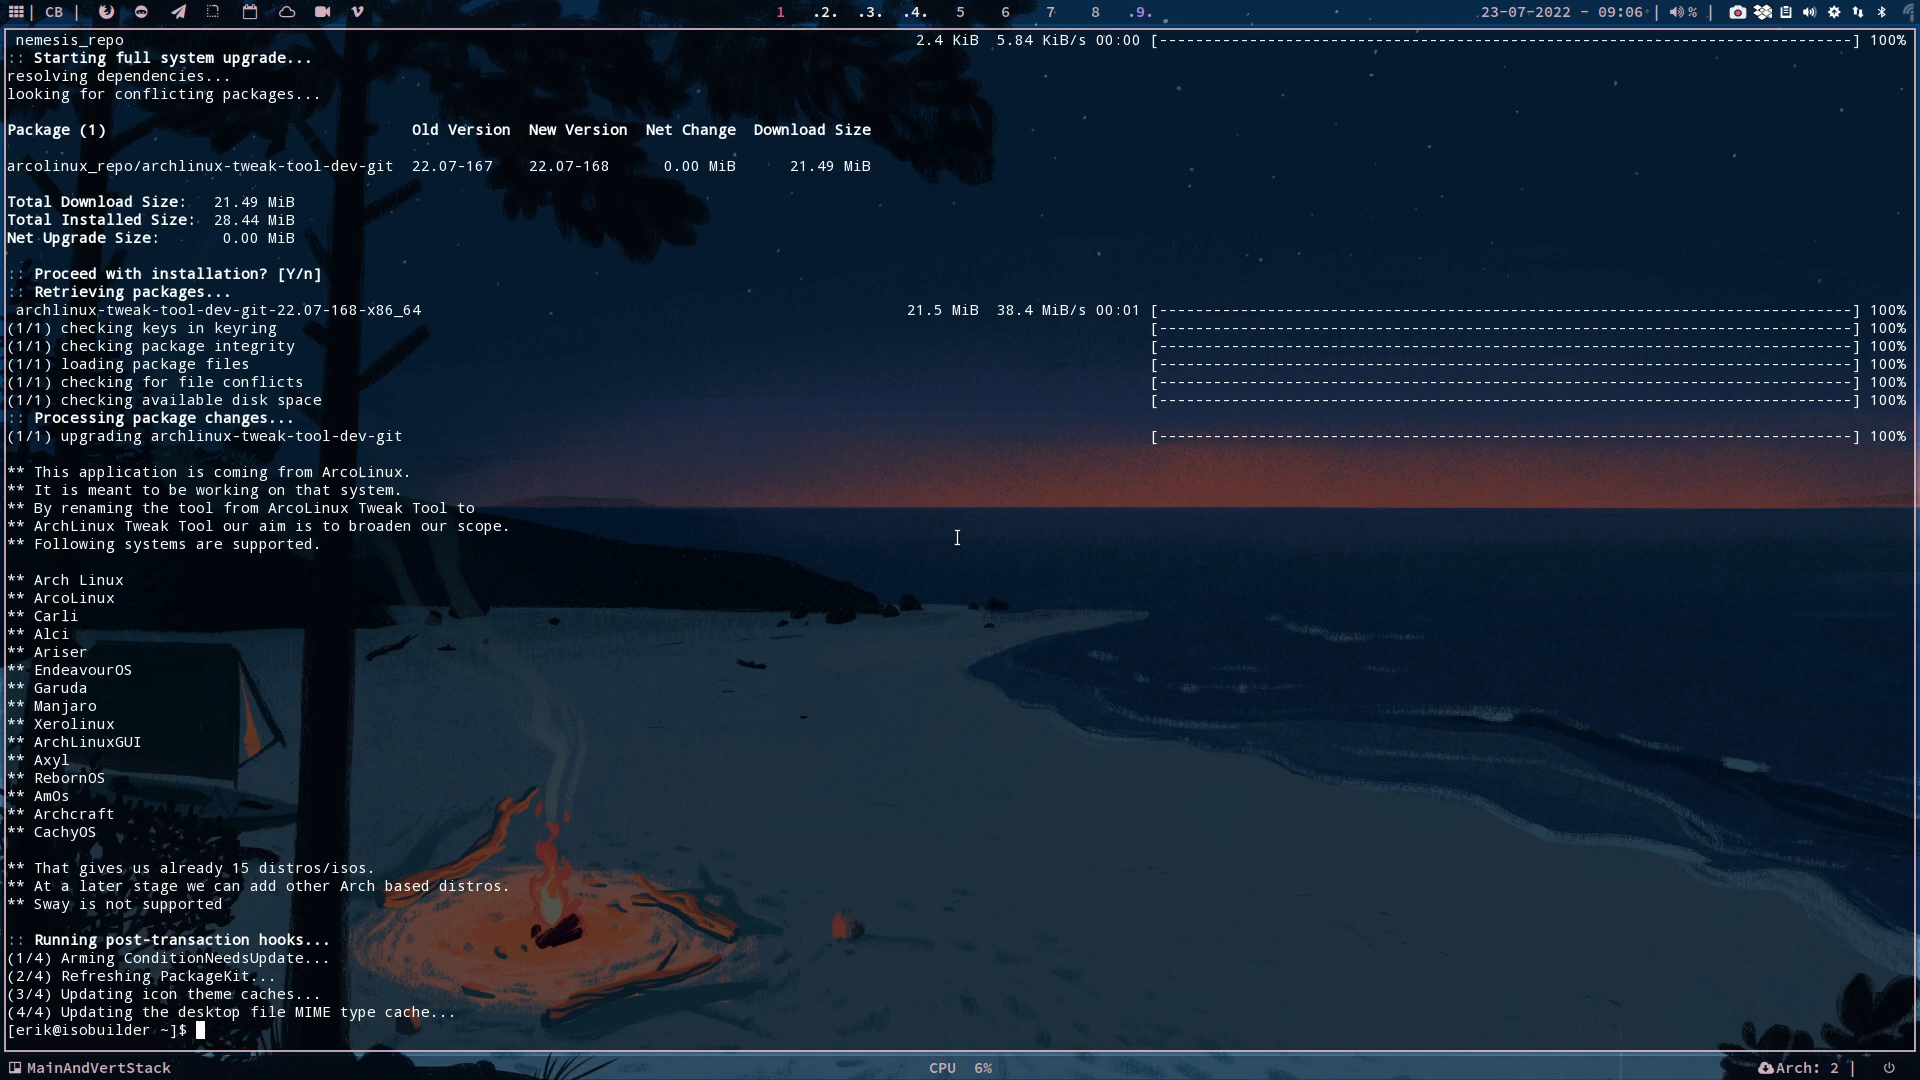 CB
1 .2. .3. .4. 5 6 7 8 .9.
23-07-2022 - 09:06 | % |
nemesis_repo 2.4 KiB 5.84 KiB/s 00:00 [-----------------------------------------------------------------------------] 100%
:: Starting full system upgrade...
resolving dependencies...
looking for conflicting packages...
Package (1) Old Version New Version Net Change Download Size
arcolinux_repo/archlinux-tweak-tool-dev-git 22.07-167 22.07-168 0.00 MiB 21.49 MiB
Total Download Size: 21.49 MiB
Total Installed Size: 28.44 MiB
Net Upgrade Size: 0.00 MiB
:: Proceed with installation? [Y/n]
:: Retrieving packages...
archlinux-tweak-tool-dev-git-22.07-168-x86_64 21.5 MiB 38.4 MiB/s 00:01 [-----------------------------------------------------------------------------] 100%
(1/1) checking keys in keyring [-----------------------------------------------------------------------------] 100%
(1/1) checking package integrity [-----------------------------------------------------------------------------] 100%
(1/1) loading package files [-----------------------------------------------------------------------------] 100%
(1/1) checking for file conflicts [-----------------------------------------------------------------------------] 100%
(1/1) checking available disk space [-----------------------------------------------------------------------------] 100%
:: Processing package changes...
(1/1) upgrading archlinux-tweak-tool-dev-git [-----------------------------------------------------------------------------] 100%
** This application is coming from ArcoLinux.
** It is meant to be working on that system.
** By renaming the tool from ArcoLinux Tweak Tool to
** ArchLinux Tweak Tool our aim is to broaden our scope.
** Following systems are supported.
** Arch Linux
** ArcoLinux
** Carli
** Alci
** Ariser
** EndeavourOS
** Garuda
** Manjaro
** Xerolinux
** ArchLinuxGUI
** Axyl
** RebornOS
** AmOs
** Archcraft
** CachyOS
** That gives us already 15 distros/isos.
** At a later stage we can add other Arch based distros.
** Sway is not supported
:: Running post-transaction hooks...
(1/4) Arming ConditionNeedsUpdate...
(2/4) Refreshing PackageKit...
(3/4) Updating icon theme caches...
(4/4) Updating the desktop file MIME type cache...
[erik@isobuilder ~]$
MainAndVertStack
CPU 6%
Arch: 2 |